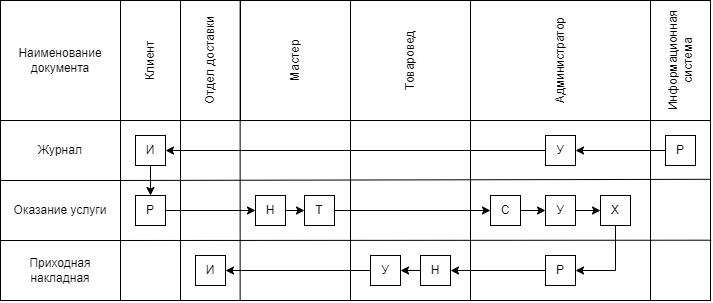 Наименование
документа
Клиент
Отдел доставки
Мастер
Товаровед
Администратор
Информационная
система
Журнал
И
У
Р
Оказание услуги
Р
Н
Т
С
У
Х
Приходная
накладная
И
У
Н
Р